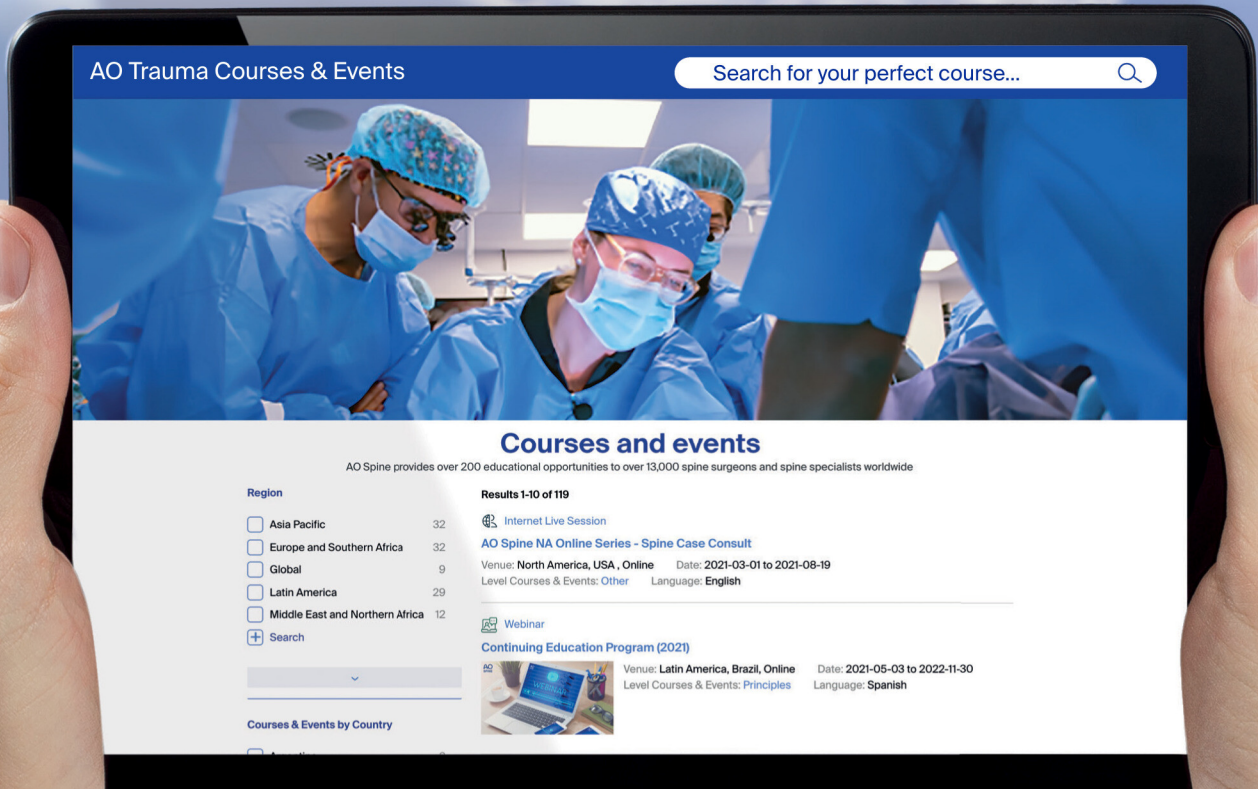 AO Trauma Courses & Events
Search for your perfect course...
Courses and events
AO Spine provides over 200 educational opportunities to over 13,000 spine surgeons and spine specialists worldwide
Region
Asia Pacific 32
Europe and Southern Africa 32
Global 9
Latin America 29
Middle East and Northern Africa 12
Search
Courses & Events by Country
Results 1-10 of 119
Internet Live Session
AO Spine NA Online Series - Spine Case Consult
Venue: North America, USA , Online Date: 2021-03-01 to 2021-08-19
Level Courses & Events: Other Language: English
Webinar
Continuing Education Program (2021)
AO
WEBINAR
Venue: Latin America, Brazil, Online Date: 2021-05-03 to 2022-11-30
Level Courses & Events: Principles Language: Spanish